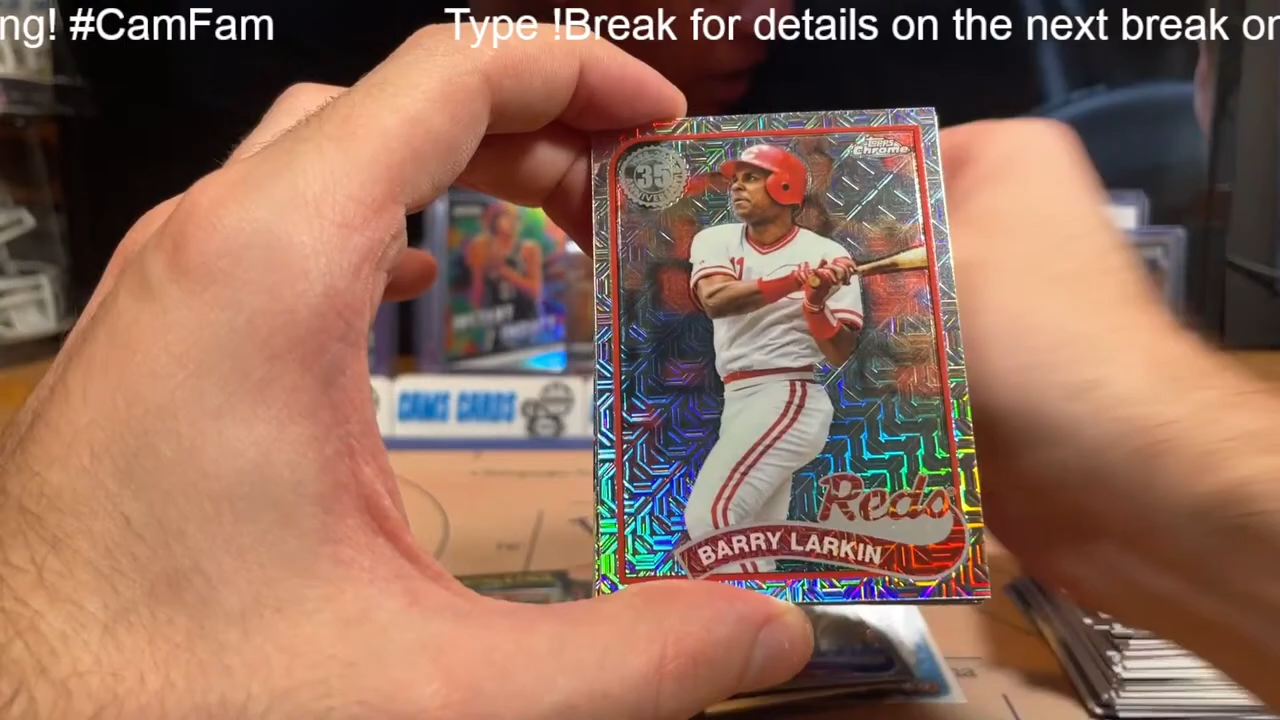 ng! #CamFam
Type !Break for details on the next break or
TOPPS
Chrome
35
Reds
BARRY LARKIN
CAMS CARDS